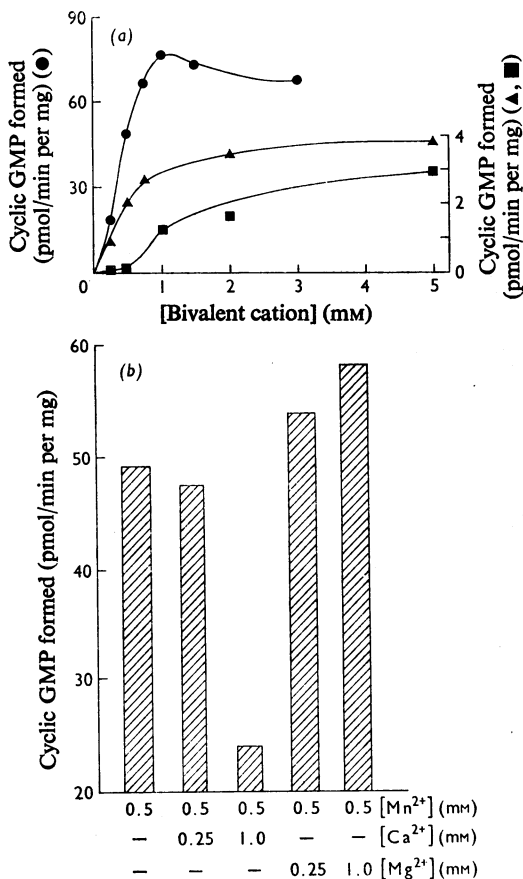 (a)
Cyclic GMP formed
(pmol/min per mg) (●)
90
60
30
0
Cyclic GMP formed
(pmol/min per mg) (▲, ■)
4
2
0
0 1 2 3 4 5
[Bivalent cation] (mM)
(b)
Cyclic GMP formed (pmol/min per mg)
60
50
40
30
20
0.5 0.5 0.5 0.5 0.5 [Mn²⁺] (mM)
– 0.25 1.0 – – [Ca²⁺] (mM)
– – – 0.25 1.0 [Mg²⁺] (mM)